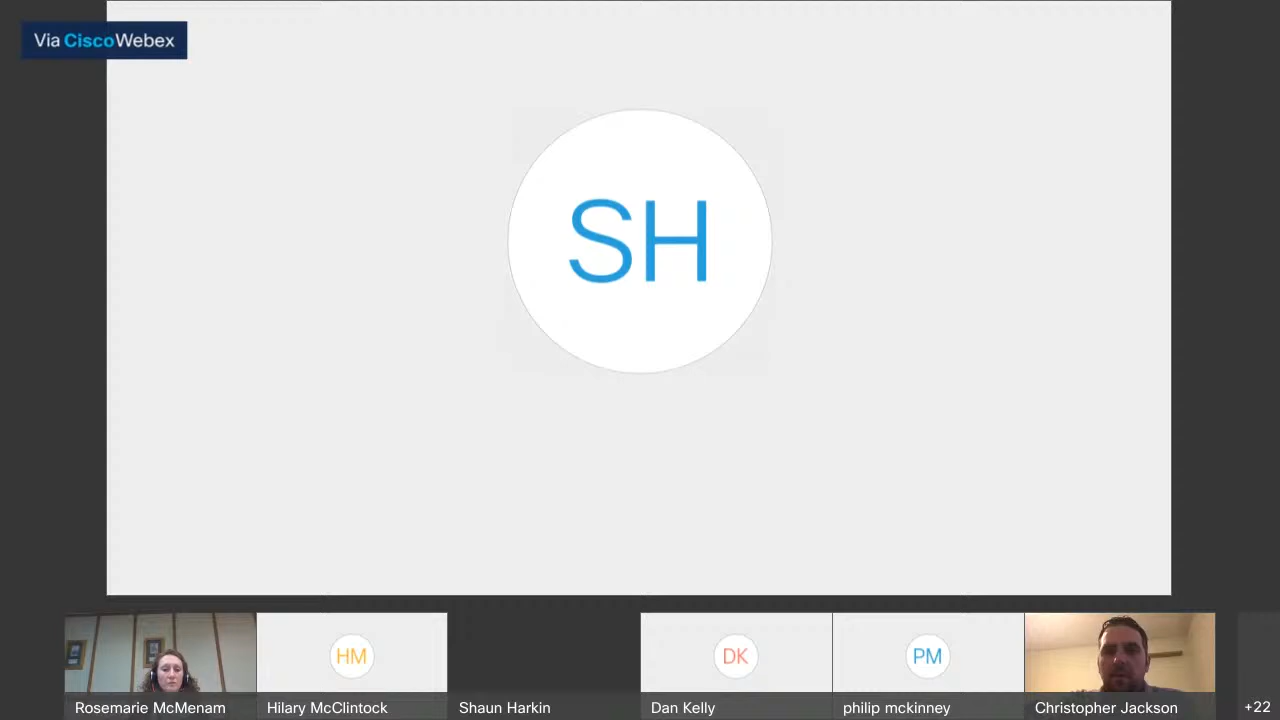 Via CiscoWebex
SH
HM
DK
PM
Rosemarie McMenam
Hilary McClintock
Shaun Harkin
Dan Kelly
philip mckinney
Christopher Jackson
+22